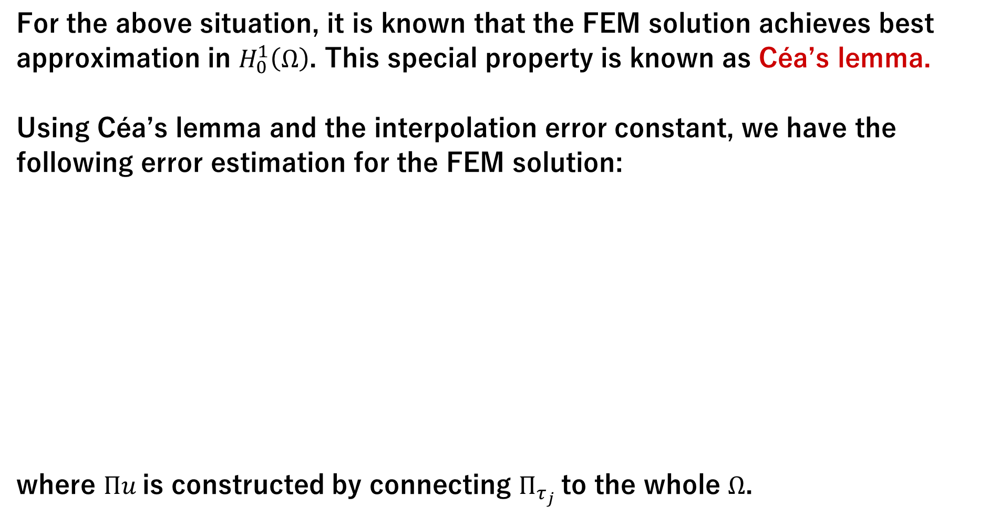 For the above situation, it is known that the FEM solution achieves best
approximation in $H_0^1(\Omega)$. This special property is known as Céa’s lemma.
Using Céa’s lemma and the interpolation error constant, we have the
following error estimation for the FEM solution:
where $\Pi u$ is constructed by connecting $\Pi_{\tau_j}$ to the whole $\Omega$.